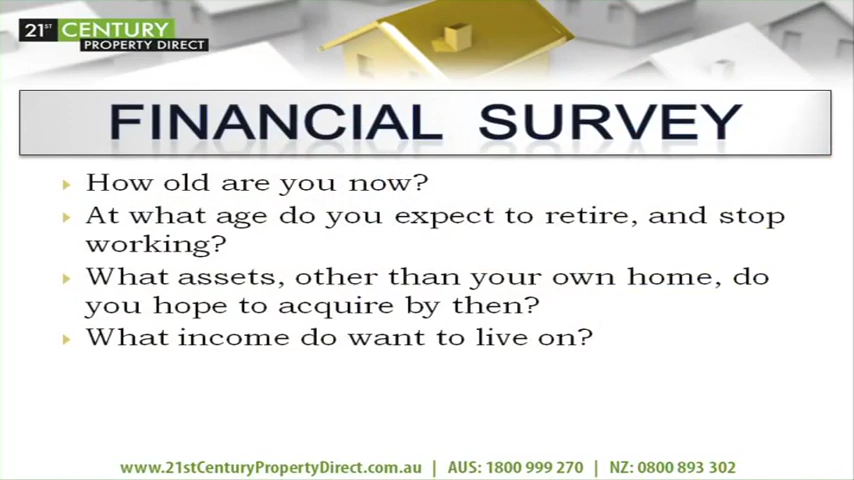 21ST CENTURY
PROPERTY DIRECT
FINANCIAL SURVEY
How old are you now?
At what age do you expect to retire, and stop
working?
What assets, other than your own home, do
you hope to acquire by then?
What income do want to live on?
www.21stCenturyPropertyDirect.com.au | AUS: 1800 999 270 | NZ: 0800 893 302